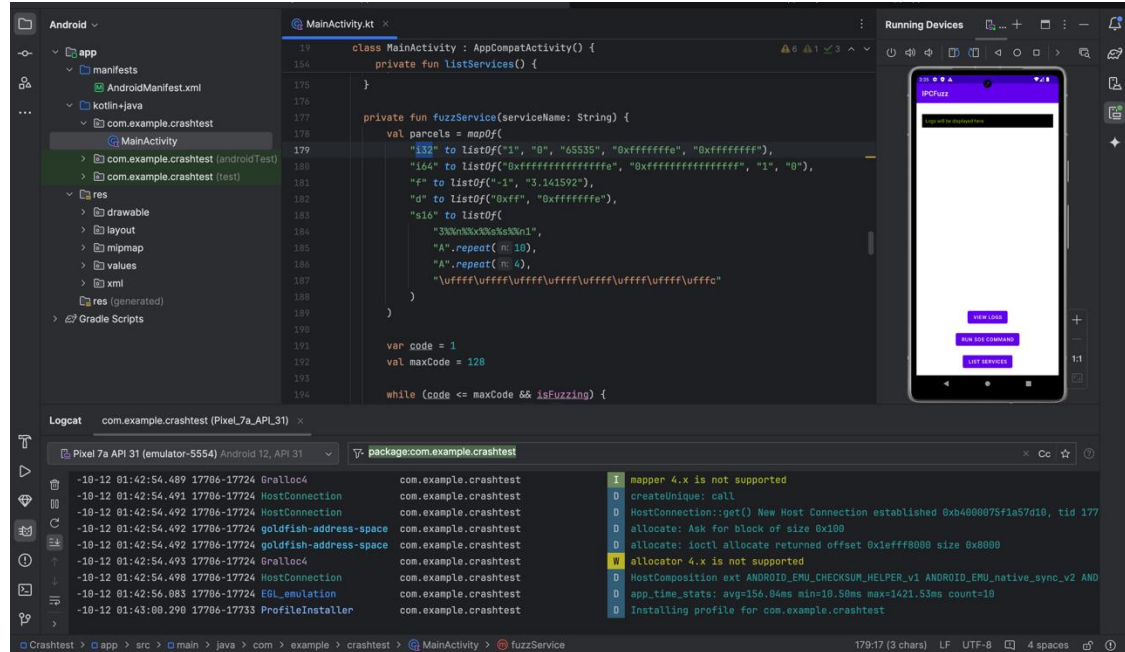 Android
app
manifests
AndroidManifest.xml
kotlin+java
com.example.crashtest
MainActivity
com.example.crashtest (androidTest)
com.example.crashtest (test)
res
drawable
layout
mipmap
values
xml
res (generated)
Gradle Scripts
MainActivity.kt
6 1 3
19 class MainActivity : AppCompatActivity() {
154 private fun listServices() {
175 }
176
177 private fun fuzzService(serviceName: String) {
178 val parcels = mapOf(
179 "i32" to listOf("1", "0", "65535", "0xfffffffe", "0xffffffff"),
180 "i64" to listOf("0xfffffffffffffffe", "0xffffffffffffffff", "1", "0"),
181 "f" to listOf("-1", "3.141592"),
182 "d" to listOf("0xff", "0xfffffffe"),
183 "s16" to listOf(
184 "3%%n%%x%%s%s%%n1",
185 "A".repeat( n: 10),
186 "A".repeat( n: 4),
187 "\uffff\uffff\uffff\uffff\uffff\uffff\uffff\ufffc"
188 )
189 )
190
191 var code = 1
192 val maxCode = 128
193
194 while (code <= maxCode && isFuzzing) {
Running Devices
IPCFuzz
Logs will be displayed here
VIEW LOGS
RUN SOS COMMAND
LIST SERVICES
1:1
Logcat com.example.crashtest (Pixel_7a_API_31)
Pixel 7a API 31 (emulator-5554) Android 12, API 31
package:com.example.crashtest
Cc
-10-12 01:42:54.489 17706-17724 Gralloc4 com.example.crashtest I mapper 4.x is not supported
-10-12 01:42:54.491 17706-17724 HostConnection com.example.crashtest D createUnique: call
-10-12 01:42:54.492 17706-17724 HostConnection com.example.crashtest D HostConnection::get() New Host Connection established 0xb4000075f1a57d10, tid 177
-10-12 01:42:54.492 17706-17724 goldfish-address-space com.example.crashtest D allocate: Ask for block of size 0x100
-10-12 01:42:54.492 17706-17724 goldfish-address-space com.example.crashtest D allocate: ioctl allocate returned offset 0x1efff8000 size 0x8000
-10-12 01:42:54.493 17706-17724 Gralloc4 com.example.crashtest W allocator 4.x is not supported
-10-12 01:42:54.498 17706-17724 HostConnection com.example.crashtest D HostComposition ext ANDROID_EMU_CHECKSUM_HELPER_v1 ANDROID_EMU_native_sync_v2 AND
-10-12 01:42:56.083 17706-17724 EGL_emulation com.example.crashtest D app_time_stats: avg=156.04ms min=10.50ms max=1421.53ms count=10
-10-12 01:43:00.290 17706-17733 ProfileInstaller com.example.crashtest D Installing profile for com.example.crashtest
Crashtest > app > src > main > java > com > example > crashtest > MainActivity > fuzzService
179:17 (3 chars) LF UTF-8 4 spaces